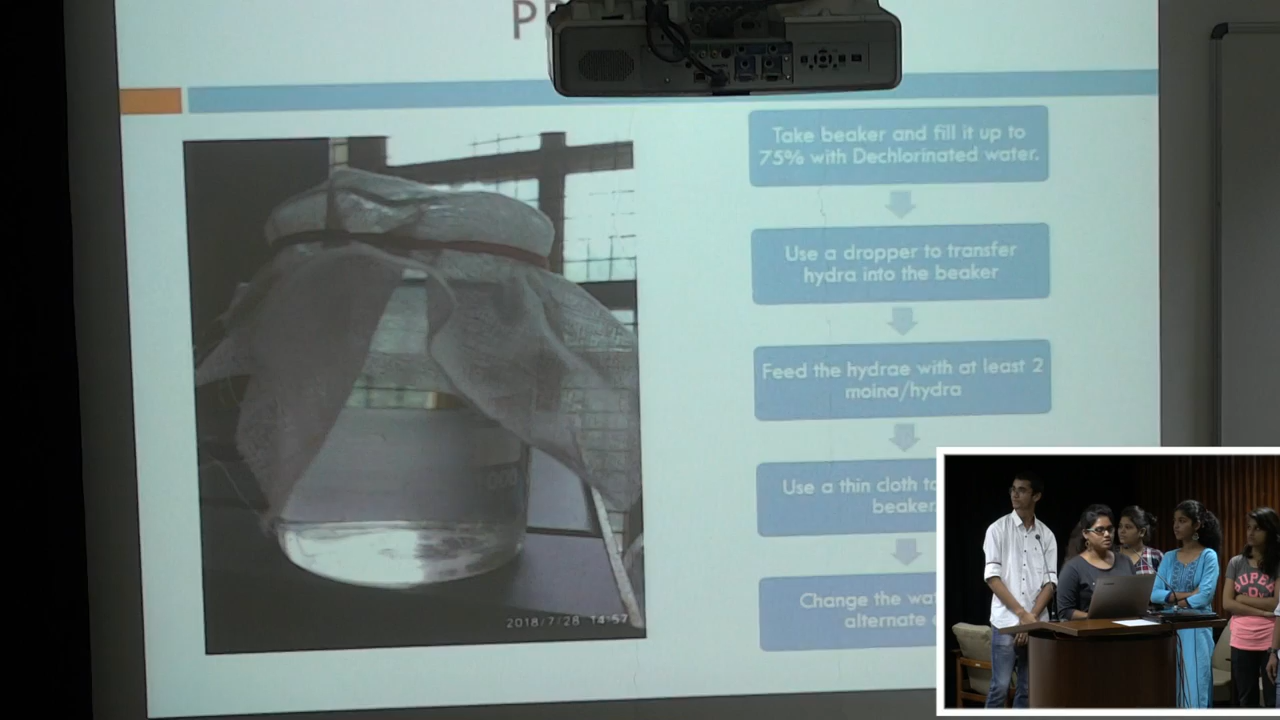 Take beaker and fill it up to
75% with Dechlorinated water.
Use a dropper to transfer
hydra into the beaker
Feed the hydrae with at least 2
moina/hydra
Use a thin cloth
beaker.
Change the
alternate
2018/7/28 14:57